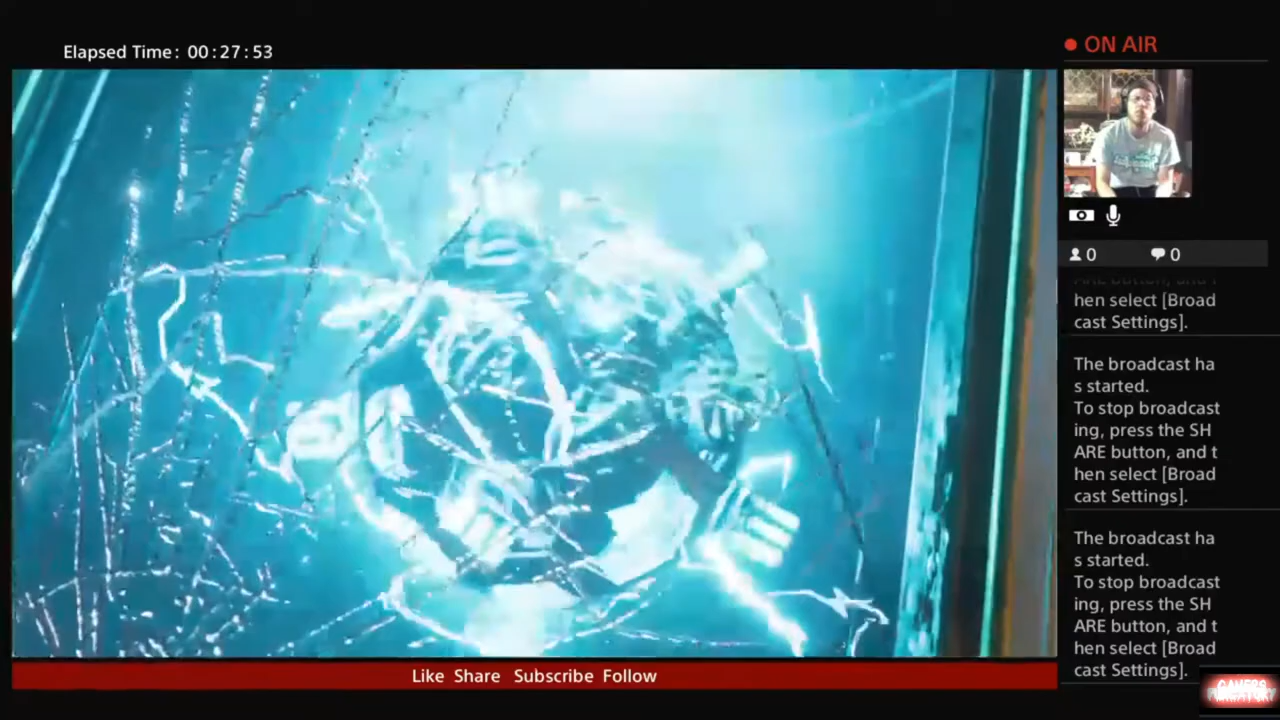 Elapsed Time: 00:27:53
ON AIR
0 0
hen select [Broad
cast Settings].
The broadcast ha
s started.
To stop broadcast
ing, press the SH
ARE button, and t
hen select [Broad
cast Settings].
The broadcast ha
s started.
To stop broadcast
ing, press the SH
ARE button, and t
hen select [Broad
cast Settings].
Like Share Subscribe Follow